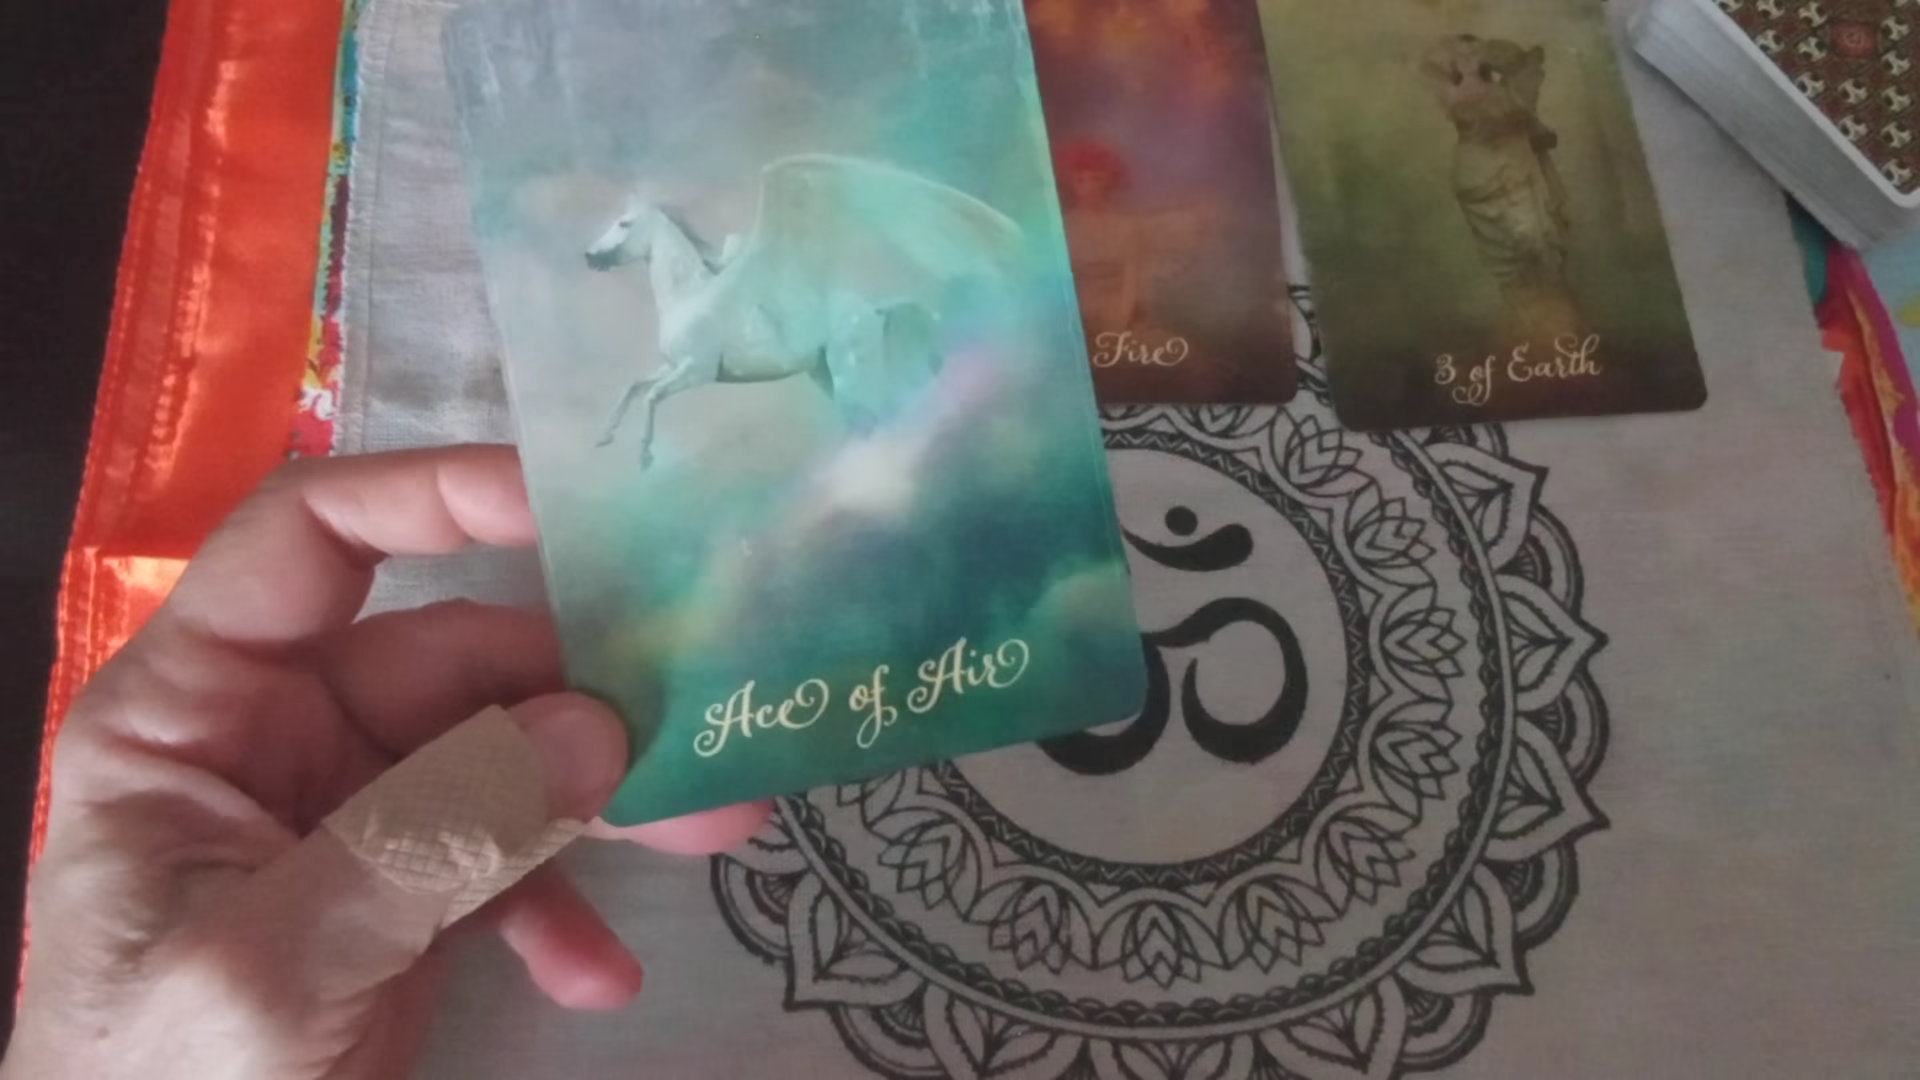 Fire
3 of Earth
Ace of Air
ॐ